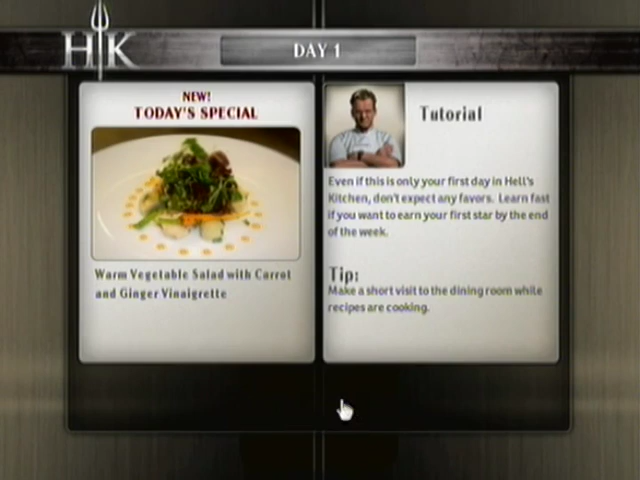 HK
DAY 1
NEW!
TODAY'S SPECIAL
Warm Vegetable Salad with Carrot
and Ginger Vinaigrette
Tutorial
Even if this is only your first day in Hell's
Kitchen, don't expect any favors. Learn fast
if you want to earn your first star by the end
of the week.
Tip:
Make a short visit to the dining room while
recipes are cooking.